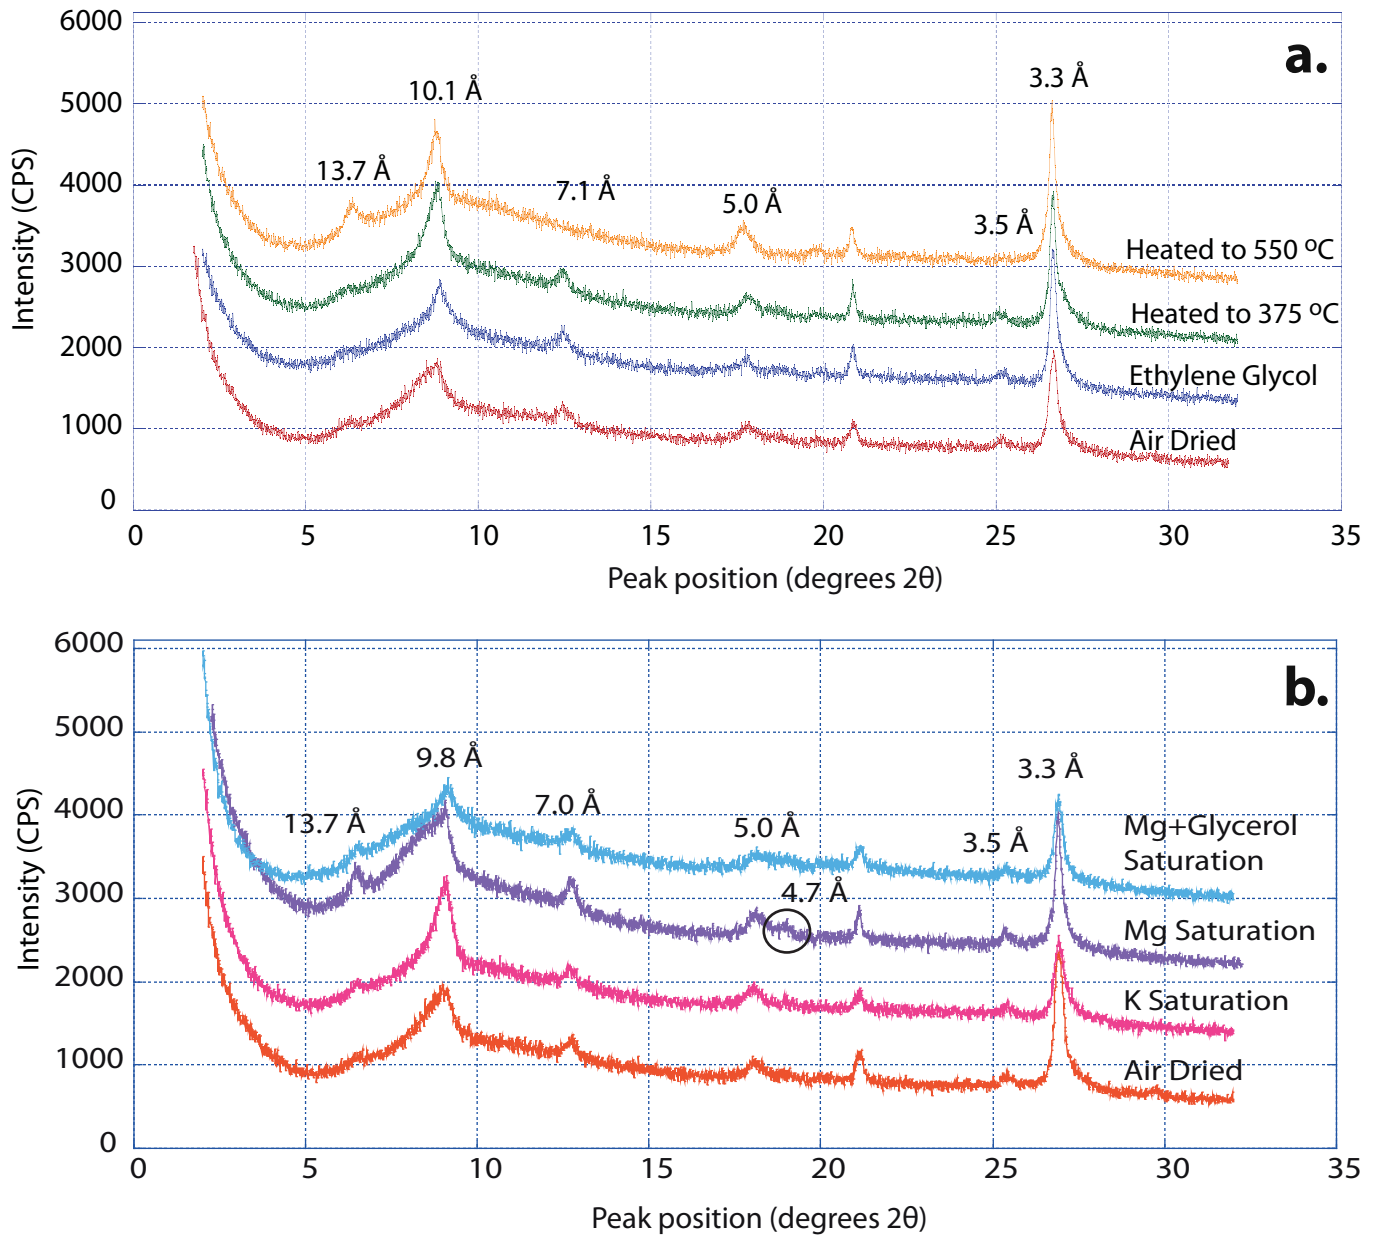 6000
5000
4000
3000
2000
1000
0
Intensity (CPS)
a.
10.1 Å
3.3 Å
13.7 Å
7.1 Å
5.0 Å
3.5 Å
Heated to 550 ºC
Heated to 375 ºC
Ethylene Glycol
Air Dried
0 5 10 15 20 25 30 35
Peak position (degrees 2θ)
6000
5000
4000
3000
2000
1000
0
Intensity (CPS)
b.
9.8 Å
3.3 Å
13.7 Å
7.0 Å
5.0 Å
3.5 Å
4.7 Å
Mg+Glycerol
Saturation
Mg Saturation
K Saturation
Air Dried
0 5 10 15 20 25 30 35
Peak position (degrees 2θ)